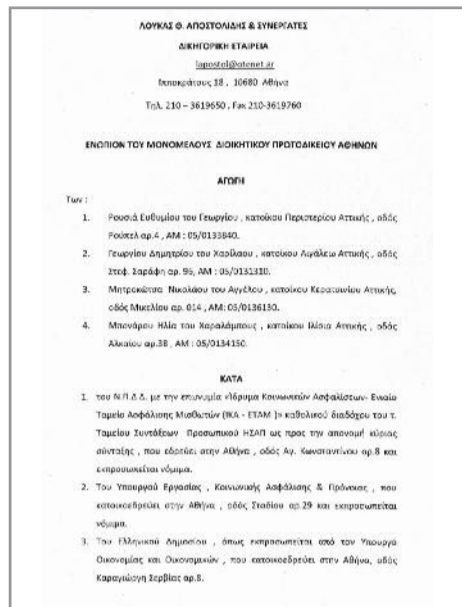 ΛΟΥΚΑΣ Θ. ΑΠΟΣΤΟΛΙΔΗΣ & ΣΥΝΕΡΓΑΤΕΣ
ΔΙΚΗΓΟΡΙΚΗ ΕΤΑΙΡΕΙΑ
lapostol@otenet.gr
Ιπποκράτους 18 , 10680 Αθήνα
Τηλ. 210 – 3619650 , Fax 210-3619760
ΕΝΩΠΙΟΝ ΤΟΥ ΜΟΝΟΜΕΛΟΥΣ ΔΙΟΙΚΗΤΙΚΟΥ ΠΡΩΤΟΔΙΚΕΙΟΥ ΑΘΗΝΩΝ
ΑΓΩΓΗ
Των :
1. Ρουσιά Ευθυμίου του Γεωργίου , κατοίκου Περιστερίου Αττικής , οδός
Ρούπελ αρ.4 , ΑΜ : 05/0133840.
2. Γεωργίου Δημητρίου του Χαρίλαου , κατοίκου Αιγάλεω Αττικής , οδός
Στεφ. Σαράφη αρ. 95, ΑΜ : 05/0131310.
3. Μητροκώτσα Νικολάου του Αγγέλου , κατοίκου Κερατσινίου Αττικής,
οδός Μικελίου αρ. 014 , ΑΜ: 05/0136130.
4. Μπονάρου Ηλία του Χαραλάμπους , κατοίκου Ιλίσια Αττικής , οδός
Αλκαίου αρ.38 , ΑΜ : 05/0134150.
ΚΑΤΑ
1. του Ν.Π.Δ.Δ. με την επωνυμία «Ίδρυμα Κοινωνικών Ασφαλίσεων- Ενιαίο
Ταμείο Ασφάλισης Μισθωτών (ΙΚΑ - ΕΤΑΜ )» καθολικού διαδόχου του τ.
Ταμείου Συντάξεων Προσωπικού ΗΣΑΠ ως προς την απονομή κύριας
σύνταξης , που εδρεύει στην Αθήνα , οδός Αγ. Κωνσταντίνου αρ.8 και
εκπροσωπείται νόμιμα.
2. Του Υπουργού Εργασίας , Κοινωνικής Ασφάλισης & Πρόνοιας , που
κατοικοεδρεύει στην Αθήνα , οδός Σταδίου αρ.29 και εκπροσωπείται
νόμιμα.
3. Του Ελληνικού Δημοσίου , όπως εκπροσωπείται από τον Υπουργο
Οικονομίας και Οικονομικών , που κατοικοεδρεύει στην Αθήνα, οδός
Καραγιώργη Σερβίας αρ.8.